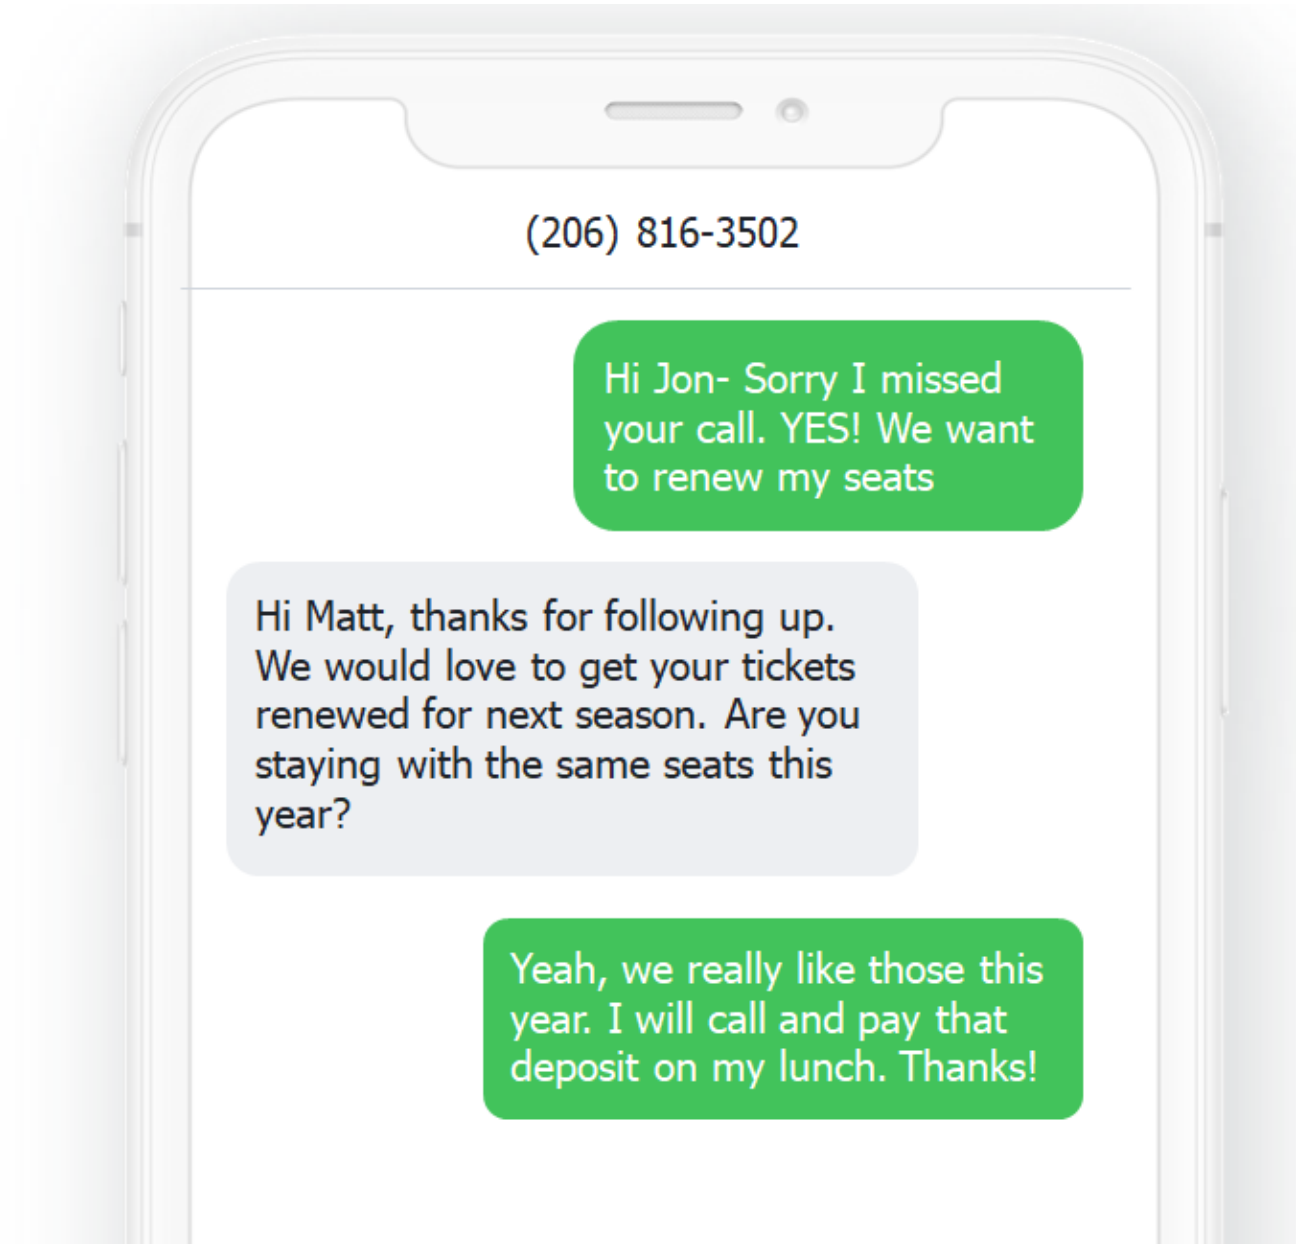 (206) 816-3502
Hi Jon- Sorry I missed
your call. YES! We want
to renew my seats
Hi Matt, thanks for following up.
We would love to get your tickets
renewed for next season. Are you
staying with the same seats this
year?
Yeah, we really like those this
year. I will call and pay that
deposit on my lunch. Thanks!